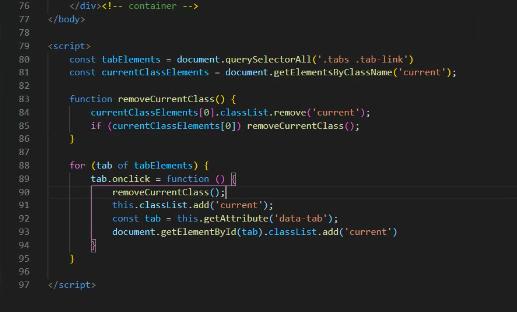 76 </div><!-- container -->
77 </body>
78
79 <script>
80 const tabElements = document.querySelectorAll('.tabs .tab-link')
81 const currentClassElements = document.getElementsByClassName('current');
82
83 function removeCurrentClass() {
84 currentClassElements[0].classList.remove('current');
85 if (currentClassElements[0]) removeCurrentClass();
86 }
87
88 for (tab of tabElements) {
89 tab.onclick = function () {
90 removeCurrentClass();
91 this.classList.add('current');
92 const tab = this.getAttribute('data-tab');
93 document.getElementById(tab).classList.add('current')
94 }
95 }
96
97 </script>